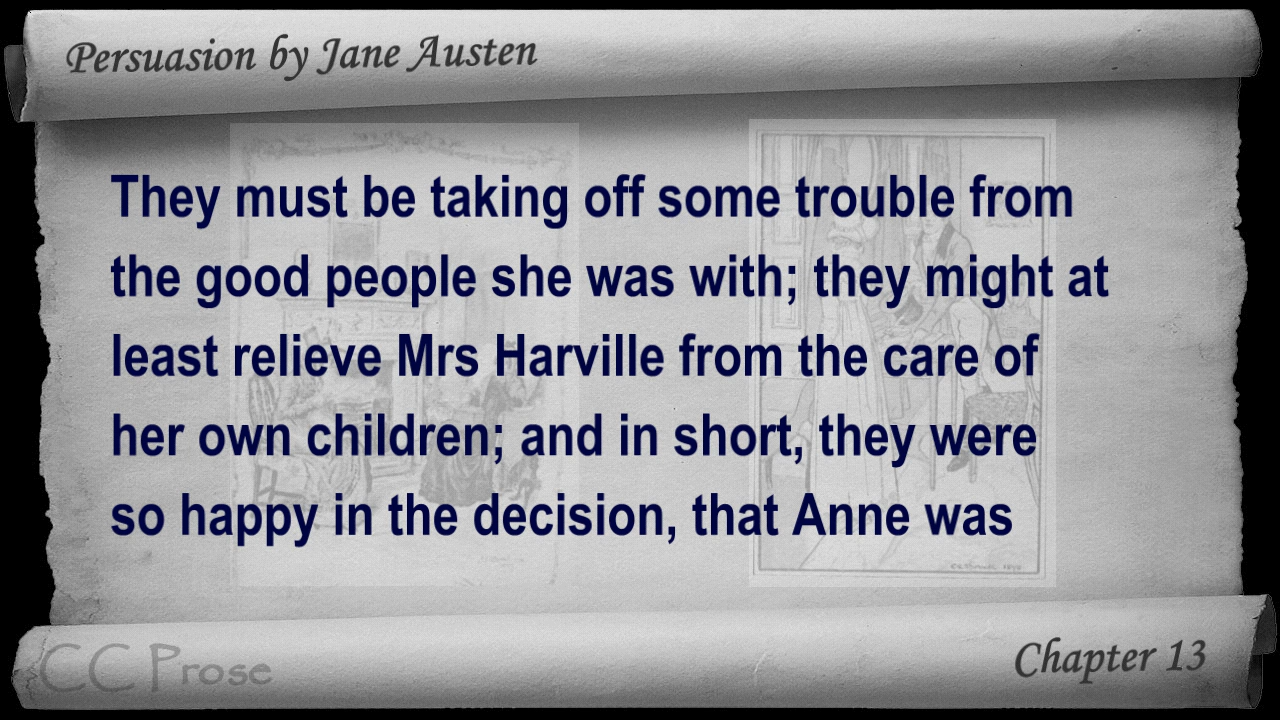 Persuasion by Jane Austen
They must be taking off some trouble from
the good people she was with; they might at
least relieve Mrs Harville from the care of
her own children; and in short, they were
so happy in the decision, that Anne was
CC Prose
Chapter 13